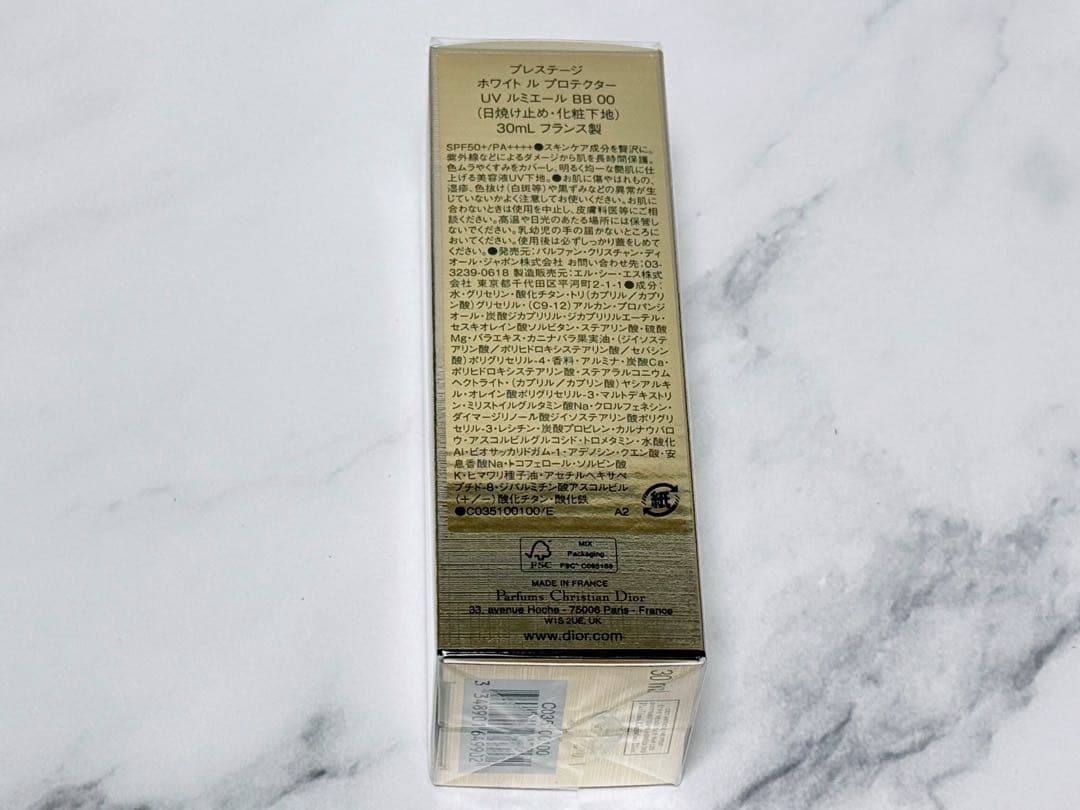 プレステージ
ホワイト ル プロテクター
UV ルミエール BB 00
(日焼け止め・化粧下地)
30mL フランス製
SPF50+/PA++++●スキンケア成分を贅沢に。
紫外線などによるダメージから肌を長時間保護。
色ムラやくすみをカバーし、明るく均一な艶肌に仕
上げる美容液UV下地。●お肌に傷やはれもの、
湿疹、色抜け(白斑等)や黒ずみなどの異常が生
じていないかよく注意してお使いください。お肌に
合わないときは使用を中止し、皮膚科医等にご相
談ください。高温や日光のあたる場所には保管し
ないでください。乳幼児の手の届かないところに
おいてください。使用後は必ずしっかり蓋をしめて
ください。●発売元:パルファン・クリスチャン・ディ
オール・ジャポン株式会社 お問い合わせ先:03-
3239-0618 製造販売元:エル・シー・エス株式会
社 東京都千代田区平河町2-1-1●成分:
水・グリセリン・酸化チタン・トリ(カプリル/カプリ
ン酸)グリセリル・(C9-12)アルカン・プロパンジ
オール・炭酸ジカプリリル・ジカプリリルエーテル・
セスキオレイン酸ソルビタン・ステアリン酸・硫酸
Mg・バラエキス・カニナバラ果実油・(ジイソステ
アリン酸/ポリヒドロキシステアリン酸/セバシン
酸)ポリグリセリル-4・香料・アルミナ・炭酸Ca・
ポリヒドロキシステアリン酸・ステアラルコニウム
ヘクトライト・(カプリル/カプリン酸)ヤシアルキ
ル・オレイン酸ポリグリセリル-3・マルトデキストリ
ン・ミリストイルグルタミン酸Na・クロルフェネシン・
ダイマージリノール酸ジイソステアリン酸ポリグリ
セリル-3・レシチン・炭酸プロピレン・カルナウバロ
ウ・アスコルビルグルコシド・トロメタミン・水酸化
Al・ビオサッカリドガム-1・アデノシン・クエン酸・安
息香酸Na・トコフェロール・ソルビン酸
K・ヒマワリ種子油・アセチルヘキサペ
プチド-8・ジパルミチン酸アスコルビル
(+/-)酸化チタン・酸化鉄
●C035100100/E A2 紙
FSC MIX
Packaging
FSC™ C095169
MADE IN FRANCE
Parfums Christian Dior
33, avenue Hoche - 75008 Paris - France
W1S 2UE, UK
www.dior.com
30 mL